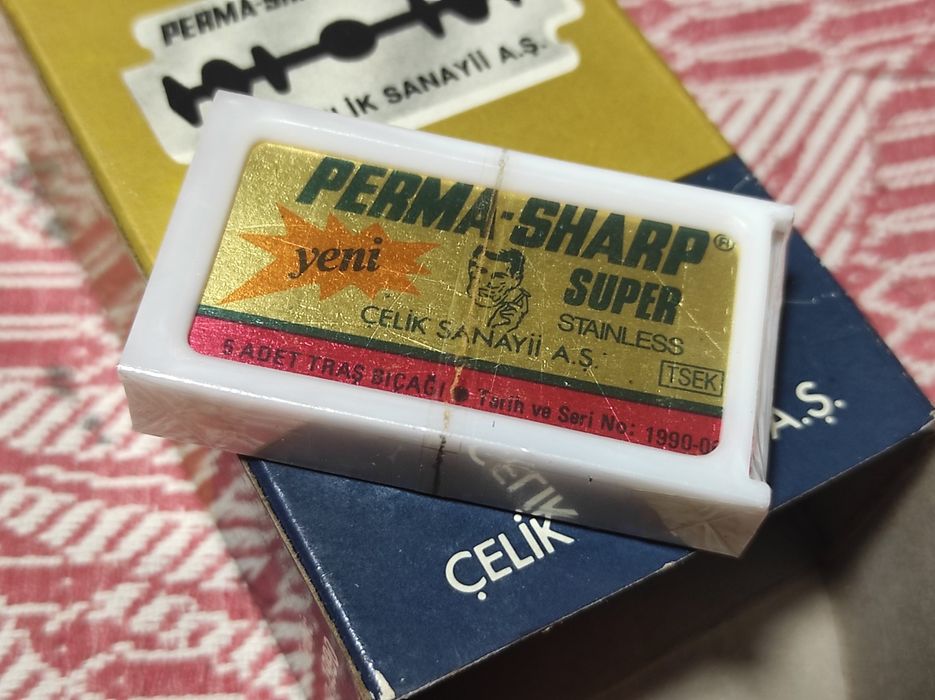 PERMA-SH
ÇELİK SANAYİİ A.Ş.
PERMA-SHARP®
yeni
SUPER
STAINLESS
ÇELİK SANAYİİ A.Ş.
TSEK
5 ADET TRAŞ BIÇAĞI • Tarih ve Seri No: 1990-0
ÇELİK
A.Ş.
ÇELİK